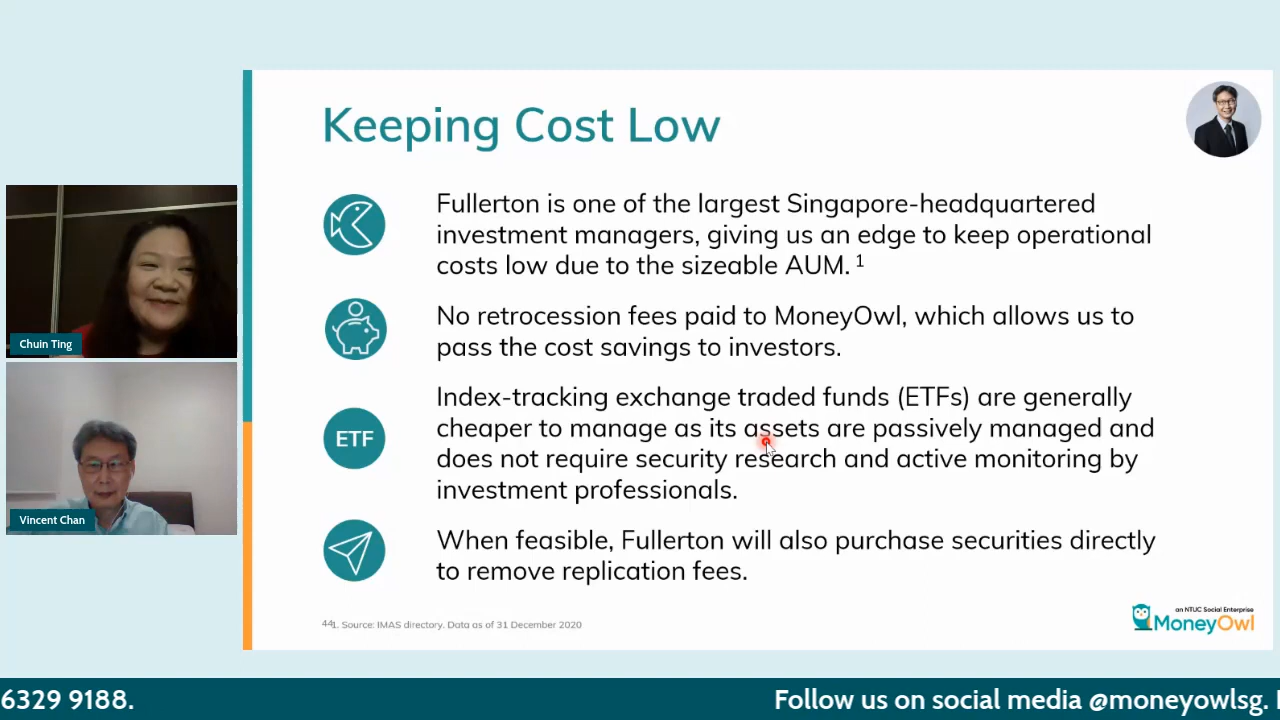 Keeping Cost Low
Fullerton is one of the largest Singapore-headquartered
investment managers, giving us an edge to keep operational
costs low due to the sizeable AUM. 1
No retrocession fees paid to MoneyOwl, which allows us to
pass the cost savings to investors.
Index-tracking exchange traded funds (ETFs) are generally
cheaper to manage as its assets are passively managed and
does not require security research and active monitoring by
investment professionals.
ETF
When feasible, Fullerton will also purchase securities directly
to remove replication fees.
441. Source: IMAS directory. Data as of 31 December 2020
an NTUC Social Enterprise
MoneyOwl
Chuin Ting
Vincent Chan
6329 9188.
Follow us on social media @moneyowlsg.